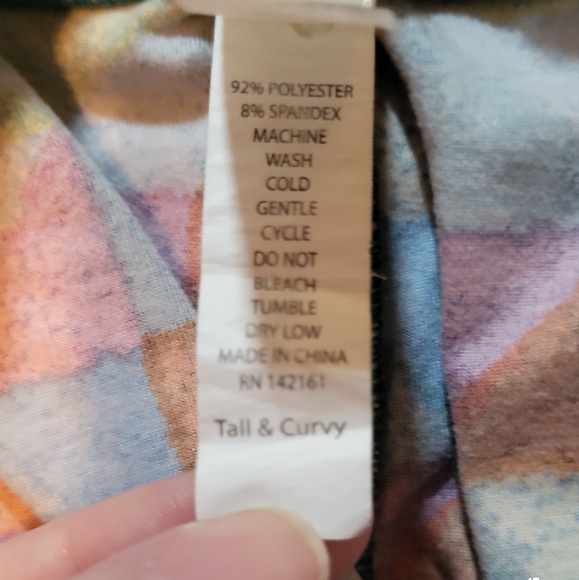 92% POLYESTER
8% SPANDEX
MACHINE
WASH
COLD
GENTLE
CYCLE
DO NOT
BLEACH
TUMBLE
DRY LOW
MADE IN CHINA
RN 142161
Tall & Curvy